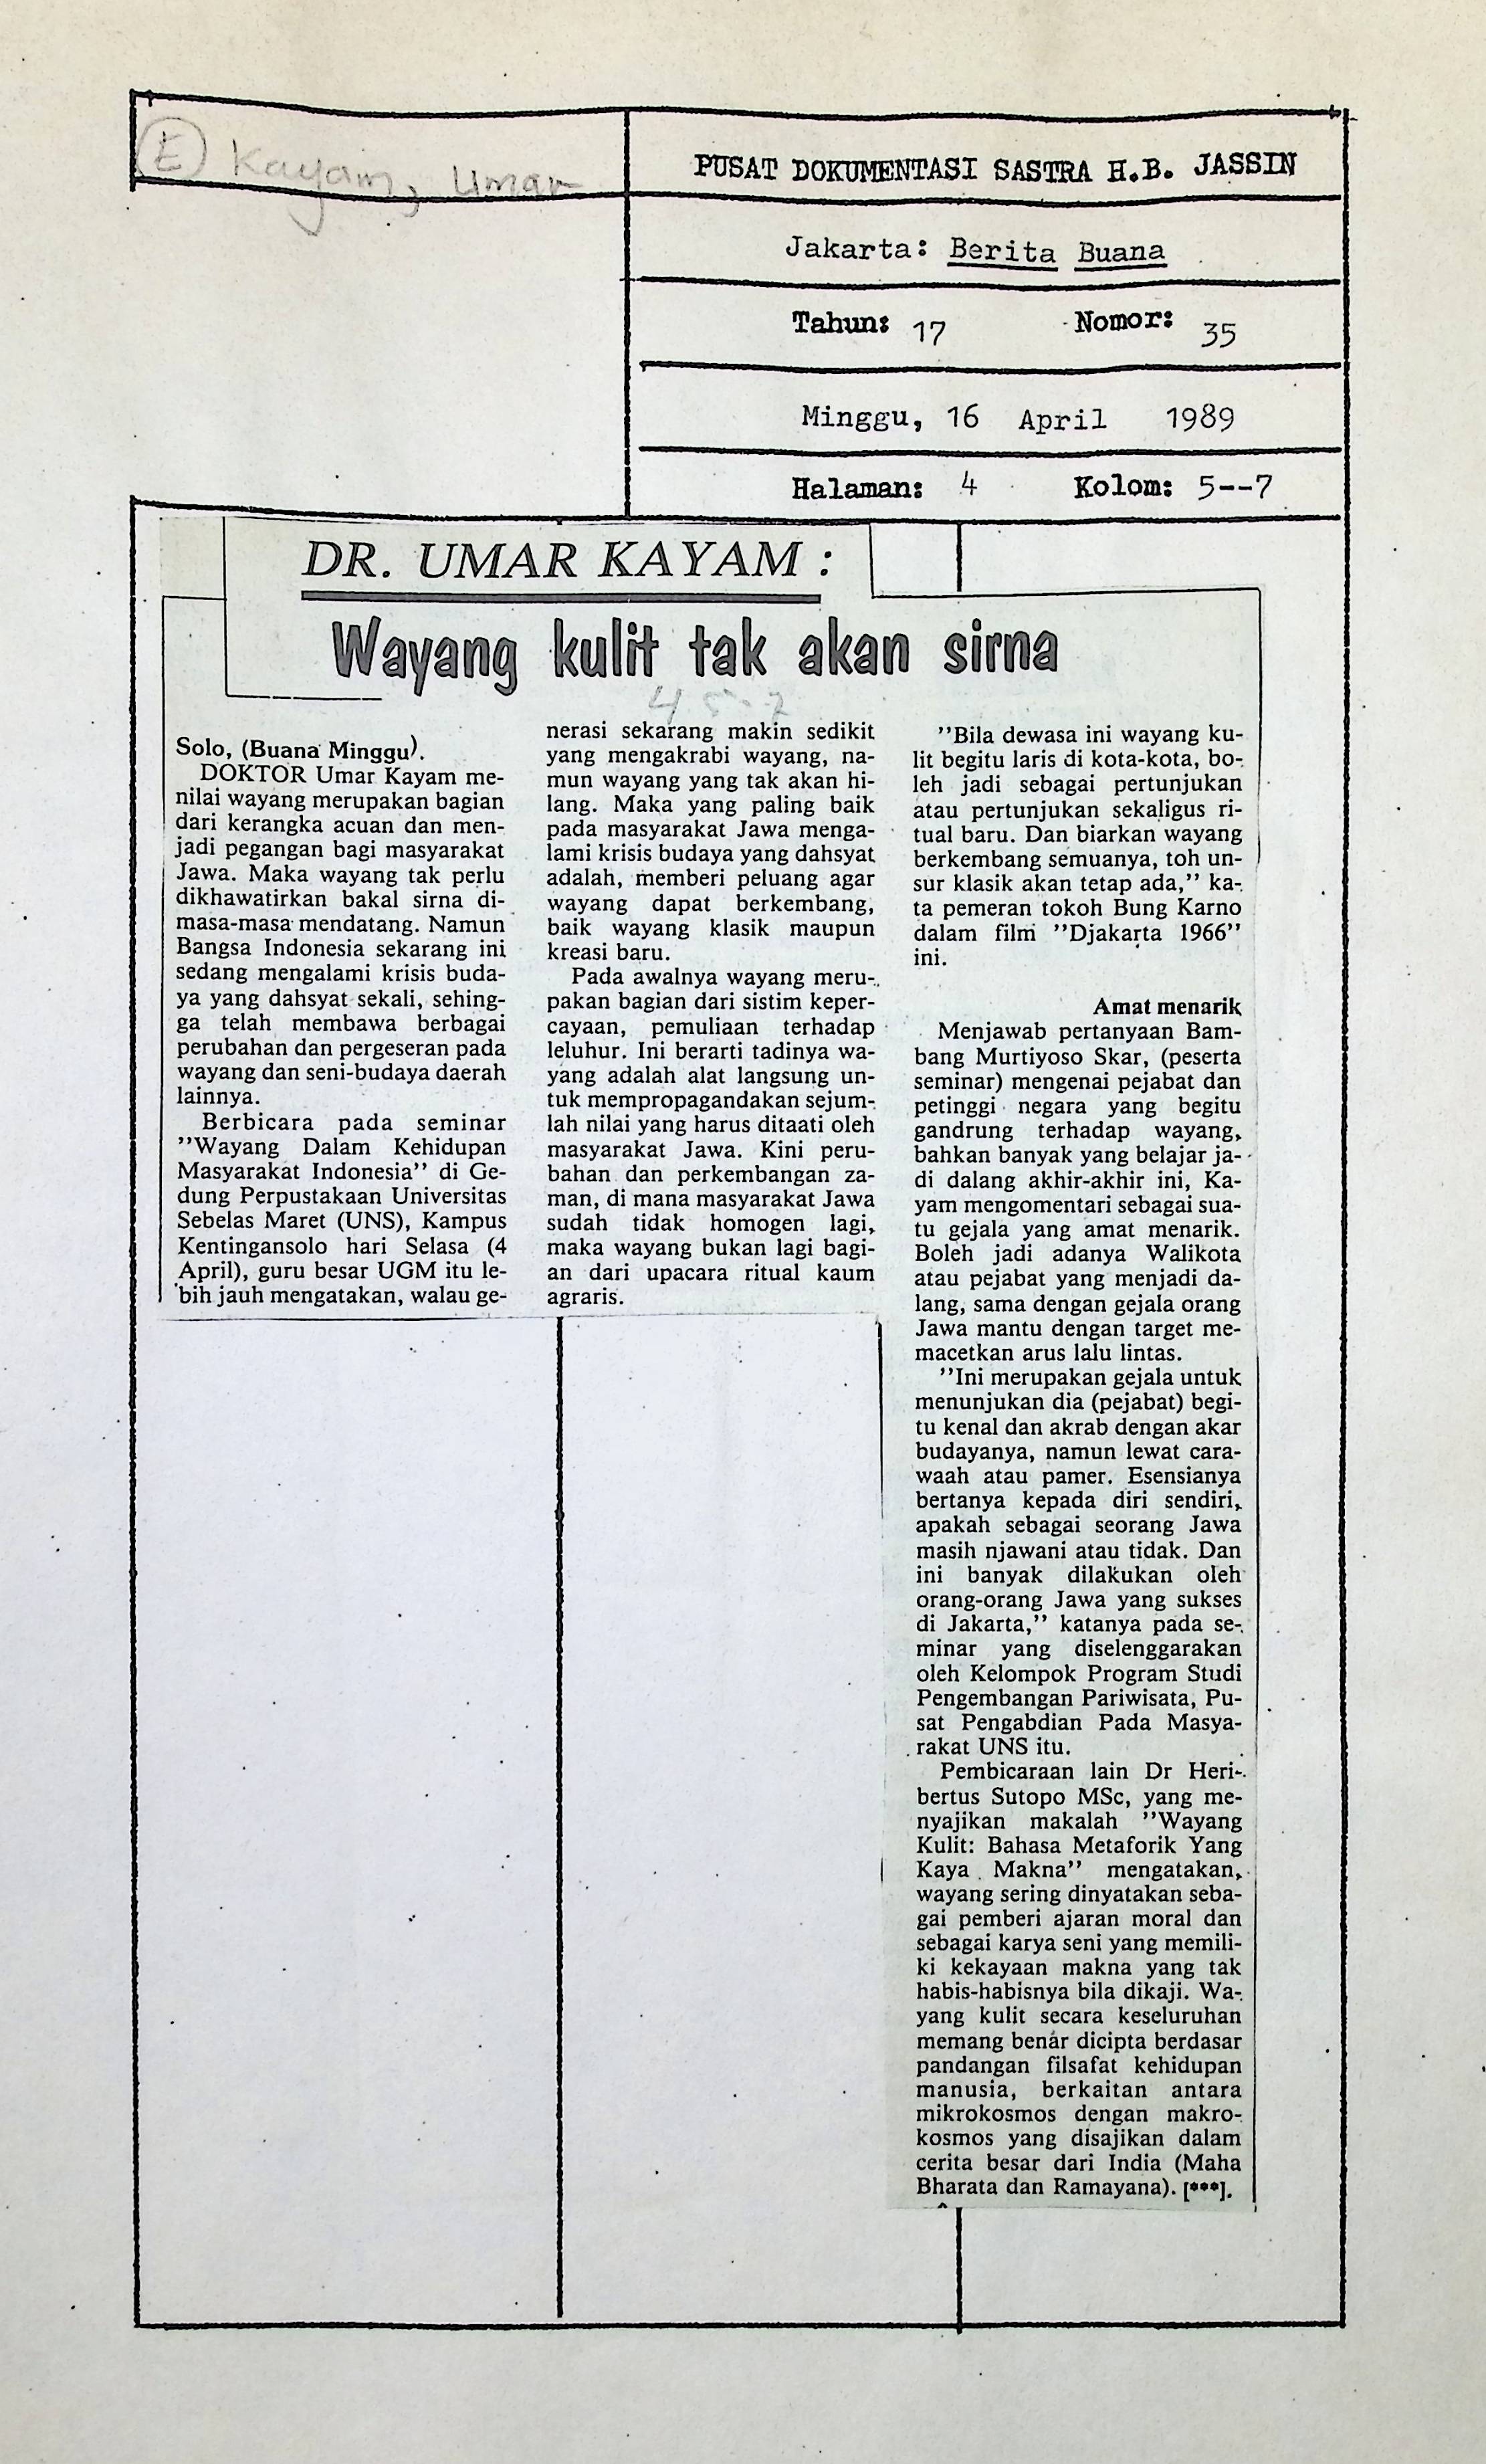 E Kayam, Umar
PUSAT DOKUMENTASI SASTRA H.B. JASSIN
Jakarta: Berita Buana
Tahun: 17 Nomor: 35
Minggu, 16 April 1989
Halaman: 4 Kolom: 5--7
DR. UMAR KAYAM :
Wayang kulit tak akan sirna
4 5-7
Solo, (Buana Minggu).
DOKTOR Umar Kayam me-
nilai wayang merupakan bagian
dari kerangka acuan dan men-
jadi pegangan bagi masyarakat
Jawa. Maka wayang tak perlu
dikhawatirkan bakal sirna di-
masa-masa mendatang. Namun
Bangsa Indonesia sekarang ini
sedang mengalami krisis buda-
ya yang dahsyat sekali, sehing-
ga telah membawa berbagai
perubahan dan pergeseran pada
wayang dan seni-budaya daerah
lainnya.
Berbicara pada seminar
''Wayang Dalam Kehidupan
Masyarakat Indonesia'' di Ge-
dung Perpustakaan Universitas
Sebelas Maret (UNS), Kampus
Kentingansolo hari Selasa (4
April), guru besar UGM itu le-
bih jauh mengatakan, walau ge-
nerasi sekarang makin sedikit
yang mengakrabi wayang, na-
mun wayang yang tak akan hi-
lang. Maka yang paling baik
pada masyarakat Jawa menga-
lami krisis budaya yang dahsyat
adalah, memberi peluang agar
wayang dapat berkembang,
baik wayang klasik maupun
kreasi baru.
Pada awalnya wayang meru-
pakan bagian dari sistim keper-
cayaan, pemuliaan terhadap
leluhur. Ini berarti tadinya wa-
yang adalah alat langsung un-
tuk mempropagandakan sejum-
lah nilai yang harus ditaati oleh
masyarakat Jawa. Kini peru-
bahan dan perkembangan za-
man, di mana masyarakat Jawa
sudah tidak homogen lagi,
maka wayang bukan lagi bagi-
an dari upacara ritual kaum
agraris.
''Bila dewasa ini wayang ku-
lit begitu laris di kota-kota, bo-
leh jadi sebagai pertunjukan
atau pertunjukan sekaligus ri-
tual baru. Dan biarkan wayang
berkembang semuanya, toh un-
sur klasik akan tetap ada,'' ka-
ta pemeran tokoh Bung Karno
dalam film ''Djakarta 1966''
ini.
Amat menarik
Menjawab pertanyaan Bam-
bang Murtiyoso Skar, (peserta
seminar) mengenai pejabat dan
petinggi negara yang begitu
gandrung terhadap wayang,
bahkan banyak yang belajar ja-
di dalang akhir-akhir ini, Ka-
yam mengomentari sebagai sua-
tu gejala yang amat menarik.
Boleh jadi adanya Walikota
atau pejabat yang menjadi da-
lang, sama dengan gejala orang
Jawa mantu dengan target me-
macetkan arus lalu lintas.
''Ini merupakan gejala untuk
menunjukan dia (pejabat) begi-
tu kenal dan akrab dengan akar
budayanya, namun lewat cara-
waah atau pamer. Esensianya
bertanya kepada diri sendiri,
apakah sebagai seorang Jawa
masih njawani atau tidak. Dan
ini banyak dilakukan oleh
orang-orang Jawa yang sukses
di Jakarta,'' katanya pada se-
minar yang diselenggarakan
oleh Kelompok Program Studi
Pengembangan Pariwisata, Pu-
sat Pengabdian Pada Masya-
rakat UNS itu.
Pembicaraan lain Dr Heri-
bertus Sutopo MSc, yang me-
nyajikan makalah ''Wayang
Kulit: Bahasa Metaforik Yang
Kaya Makna'' mengatakan,
wayang sering dinyatakan seba-
gai pemberi ajaran moral dan
sebagai karya seni yang memili-
ki kekayaan makna yang tak
habis-habisnya bila dikaji. Wa-
yang kulit secara keseluruhan
memang benar dicipta berdasar
pandangan filsafat kehidupan
manusia, berkaitan antara
mikrokosmos dengan makro-
kosmos yang disajikan dalam
cerita besar dari India (Maha
Bharata dan Ramayana). [***].